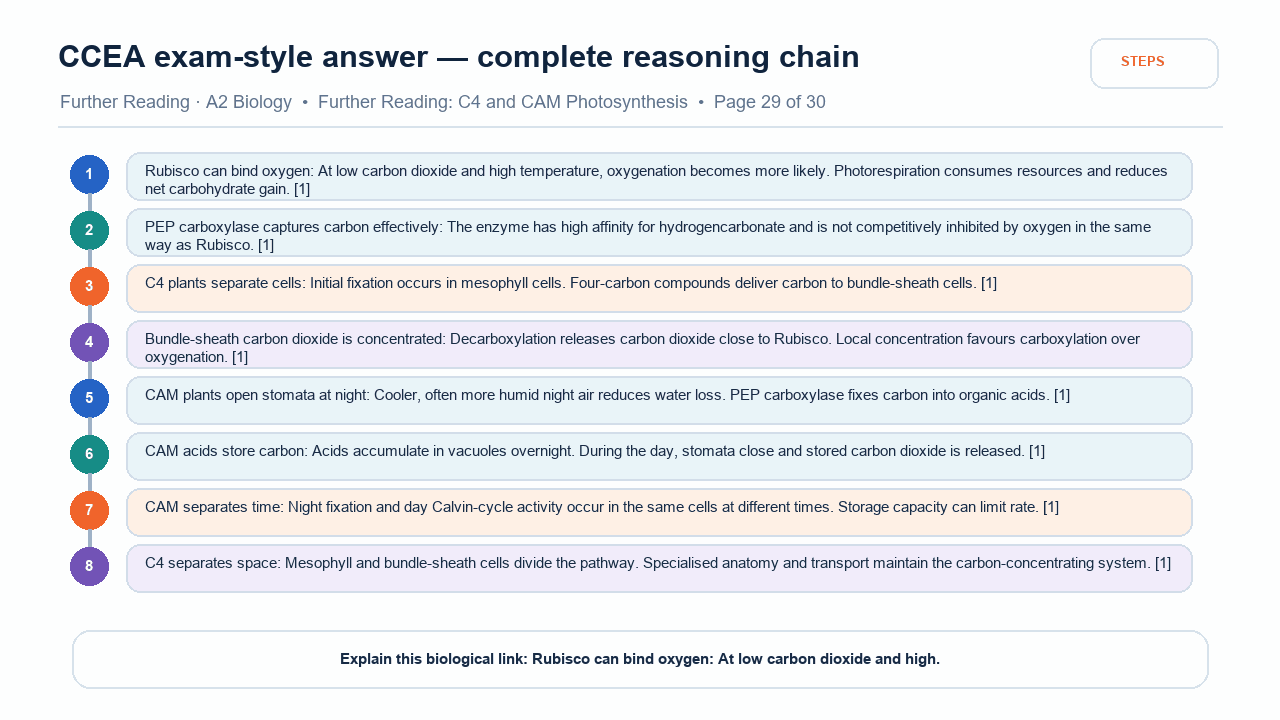 CCEA exam-style answer — complete reasoning chain
STEPS
Further Reading · A2 Biology • Further Reading: C4 and CAM Photosynthesis • Page 29 of 30
1
Rubisco can bind oxygen: At low carbon dioxide and high temperature, oxygenation becomes more likely. Photorespiration consumes resources and reduces
net carbohydrate gain. [1]
2
PEP carboxylase captures carbon effectively: The enzyme has high affinity for hydrogencarbonate and is not competitively inhibited by oxygen in the same
way as Rubisco. [1]
3
C4 plants separate cells: Initial fixation occurs in mesophyll cells. Four-carbon compounds deliver carbon to bundle-sheath cells. [1]
4
Bundle-sheath carbon dioxide is concentrated: Decarboxylation releases carbon dioxide close to Rubisco. Local concentration favours carboxylation over
oxygenation. [1]
5
CAM plants open stomata at night: Cooler, often more humid night air reduces water loss. PEP carboxylase fixes carbon into organic acids. [1]
6
CAM acids store carbon: Acids accumulate in vacuoles overnight. During the day, stomata close and stored carbon dioxide is released. [1]
7
CAM separates time: Night fixation and day Calvin-cycle activity occur in the same cells at different times. Storage capacity can limit rate. [1]
8
C4 separates space: Mesophyll and bundle-sheath cells divide the pathway. Specialised anatomy and transport maintain the carbon-concentrating system. [1]
Explain this biological link: Rubisco can bind oxygen: At low carbon dioxide and high.